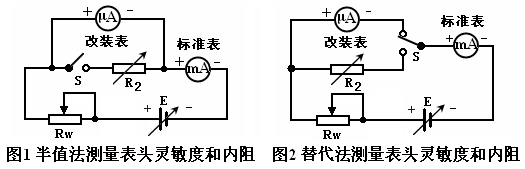 + μA −
改装表
标准表
+ mA −
S
R2
Rw
+ E −
图1 半值法测量表头灵敏度和内阻
+ μA −
改装表
标准表
+ mA −
S
R2
Rw
+ E −
图2 替代法测量表头灵敏度和内阻